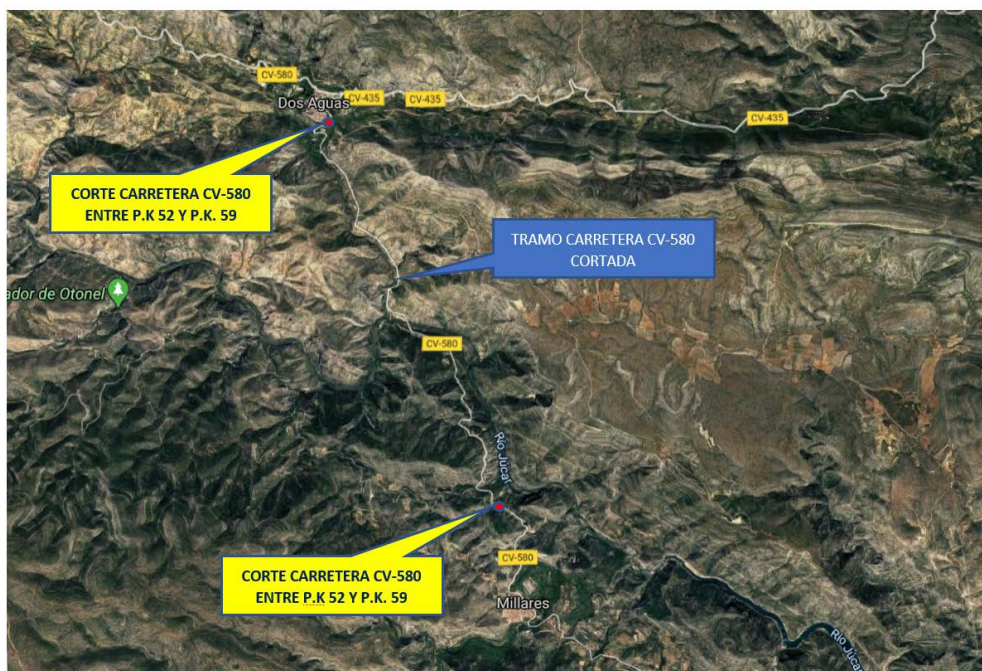 CV-580
Dos Aguas
CV-435
CV-435
CV-435
CORTE CARRETERA CV-580
ENTRE P.K 52 Y P.K. 59
TRAMO CARRETERA CV-580
CORTADA
ador de Otonel
CV-580
Río Júcar
CORTE CARRETERA CV-580
ENTRE P.K 52 Y P.K. 59
CV-580
Millares
Río Júcar